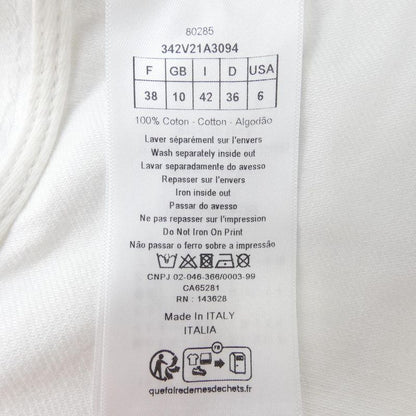 80285
342V21A3094
F GB I D USA
38 10 42 36 6
100% Coton - Cotton - Algodão
Laver séparément sur l'envers
Wash separately inside out
Lavar separadamente do avesso
Repasser sur l'envers
Iron inside out
Passar do avesso
Ne pas repasser sur l'impression
Do Not Iron On Print
Não passar o ferro sobre a impressão
CNPJ 02-046-366/0003-99
CA65281
RN : 143628
Made In ITALY
ITALIA
FR
quefairedemesdechets.fr